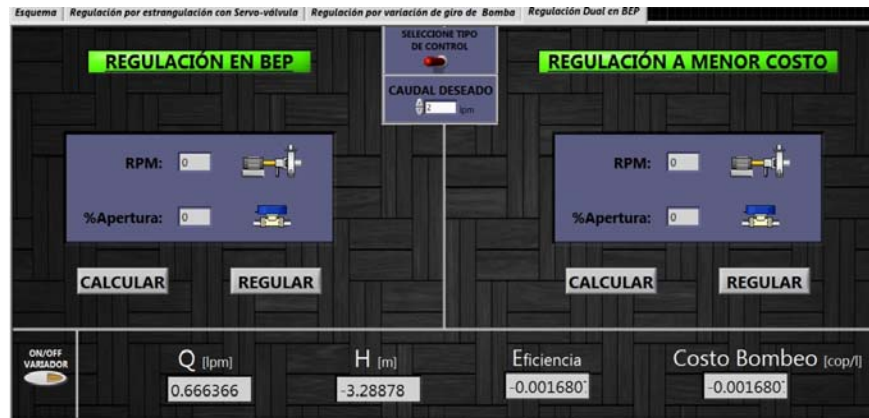 Esquema Regulación por estrangulación con Servo-válvula Regulación por variación de giro de Bomba Regulación Dual en BEP
SELECCIONE TIPO
DE CONTROL
CAUDAL DESEADO
2 lpm
REGULACIÓN EN BEP
RPM: 0
%Apertura: 0
CALCULAR REGULAR
REGULACIÓN A MENOR COSTO
RPM: 0
%Apertura: 0
CALCULAR REGULAR
ON/OFF
VARIADOR
Q [lpm]
0.666366
H [m]
-3.28878
Eficiencia
-0.001680
Costo Bombeo [cop/l]
-0.001680